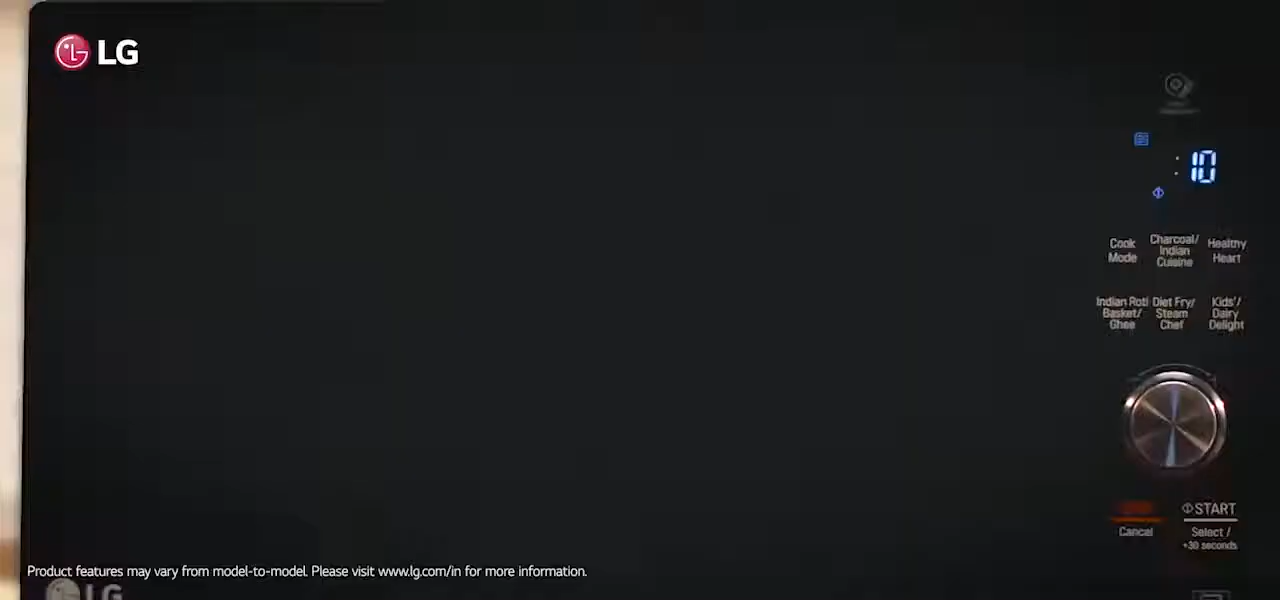 LG
:10
Cook
Mode
Charcoal/
Indian
Cuisine
Healthy
Heart
Indian Roti
Basket/
Ghee
Diet Fry/
Steam
Chef
Kids'/
Dairy
Delight
START
Cancel
Select /
+30 seconds
Product features may vary from model-to-model. Please visit www.lg.com/in for more information.
LG